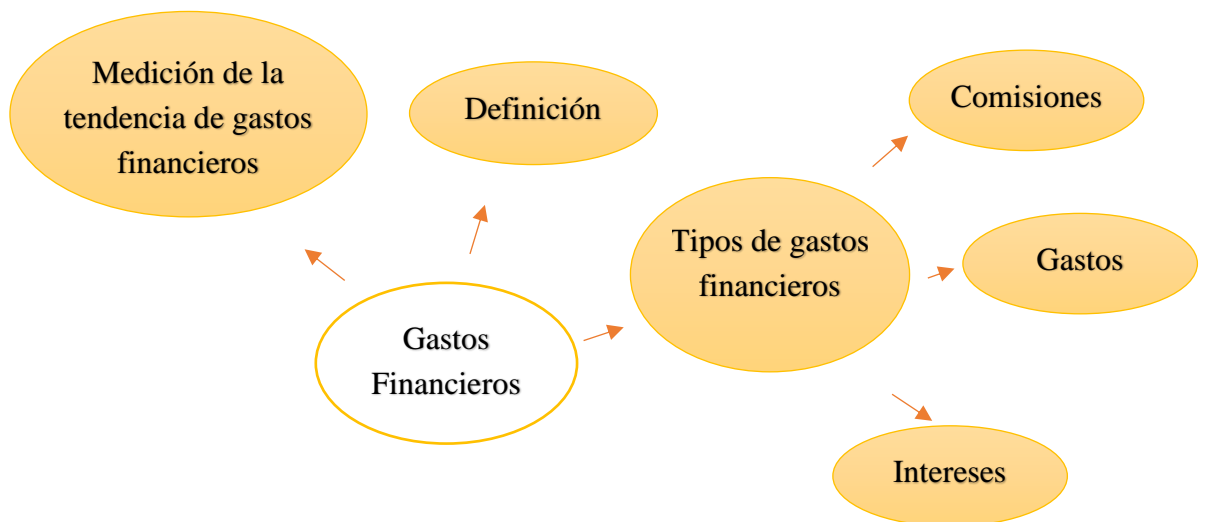 Medición de la
tendencia de gastos
financieros
Definición
Comisiones
Tipos de gastos
financieros
Gastos
Gastos
Financieros
Intereses